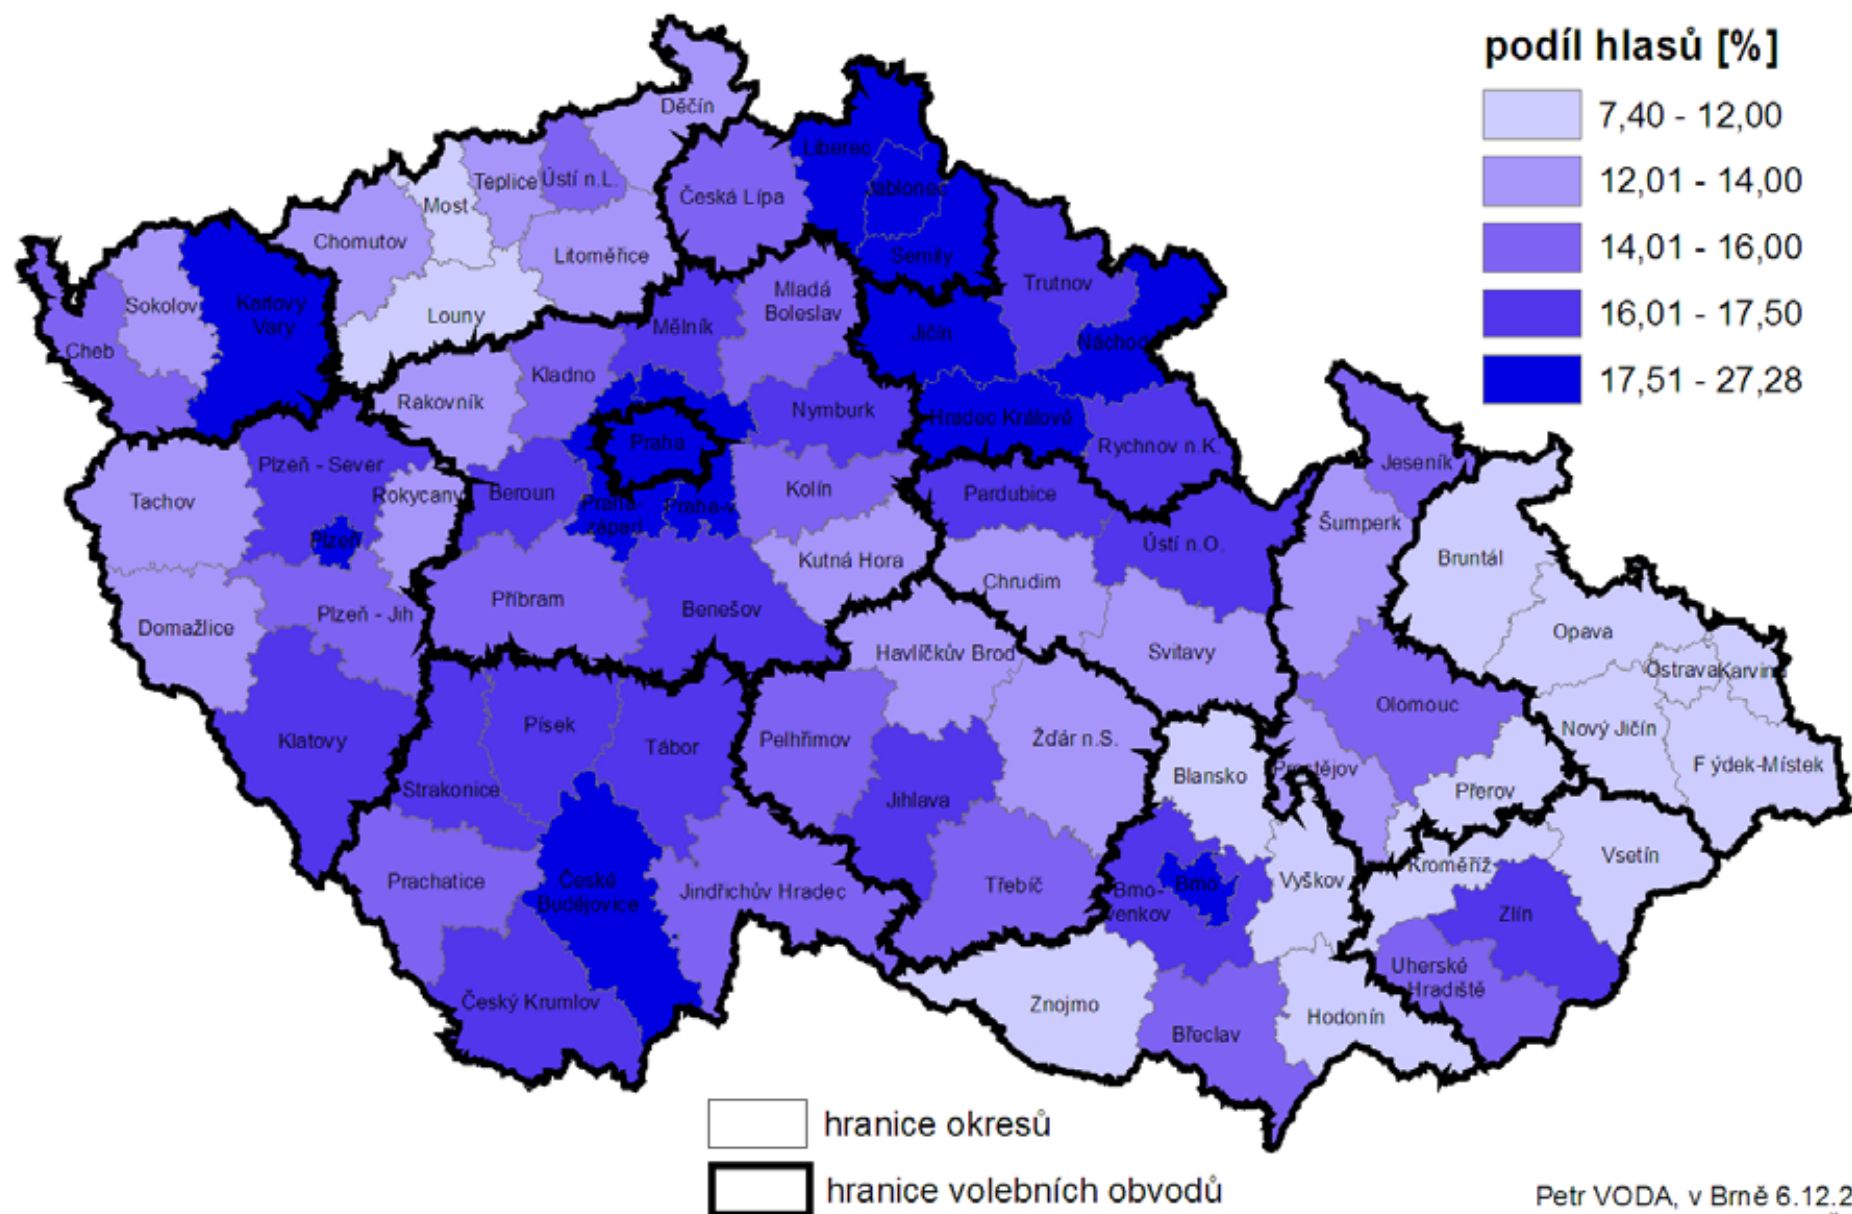 podíl hlasů [%]
7,40 - 12,00
12,01 - 14,00
14,01 - 16,00
16,01 - 17,50
17,51 - 27,28
Děčín
Liberec
Teplice
Ústí n.L.
Jablonec
Česká Lípa
Most
Chomutov
Litoměřice
Semily
Trutnov
Sokolov
Karlovy
Vary
Louny
Mladá
Boleslav
Mělník
Jičín
Náchod
Cheb
Kladno
Rakovník
Nymburk
Hradec Králové
Praha
Rychnov n.K.
Plzeň - Sever
Jeseník
Tachov
Rokycany
Beroun
Kolín
Pardubice
Praha-
západ
Praha-v
Šumperk
Plzeň
Ústí n.O.
Bruntál
Kutná Hora
Chrudim
Příbram
Benešov
Plzeň - Jih
Domažlice
Opava
Havlíčkův Brod
Svitavy
Ostrava
Karviná
Olomouc
Klatovy
Písek
Tábor
Pelhřimov
Žďár n.S.
Nový Jičín
Blansko
Prostějov
F ýdek-Místek
Strakonice
Jihlava
Přerov
Kroměříž
Vsetín
Prachatice
České
Budějovice
Jindřichův Hradec
Třebíč
Brno-
venkov
Brno
Vyškov
Zlín
Uherské
Hradiště
Český Krumlov
Znojmo
Hodonín
Břeclav
hranice okresů
hranice volebních obvodů
Petr VODA, v Brně 6.12.2